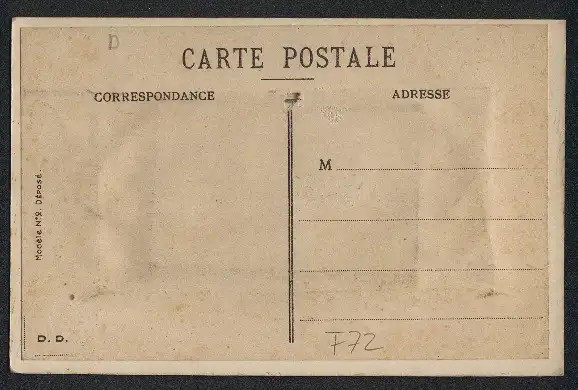 D
CARTE POSTALE
CORRESPONDANCE
ADRESSE
M
Modèle N°2. Déposé.
D. D.
F72